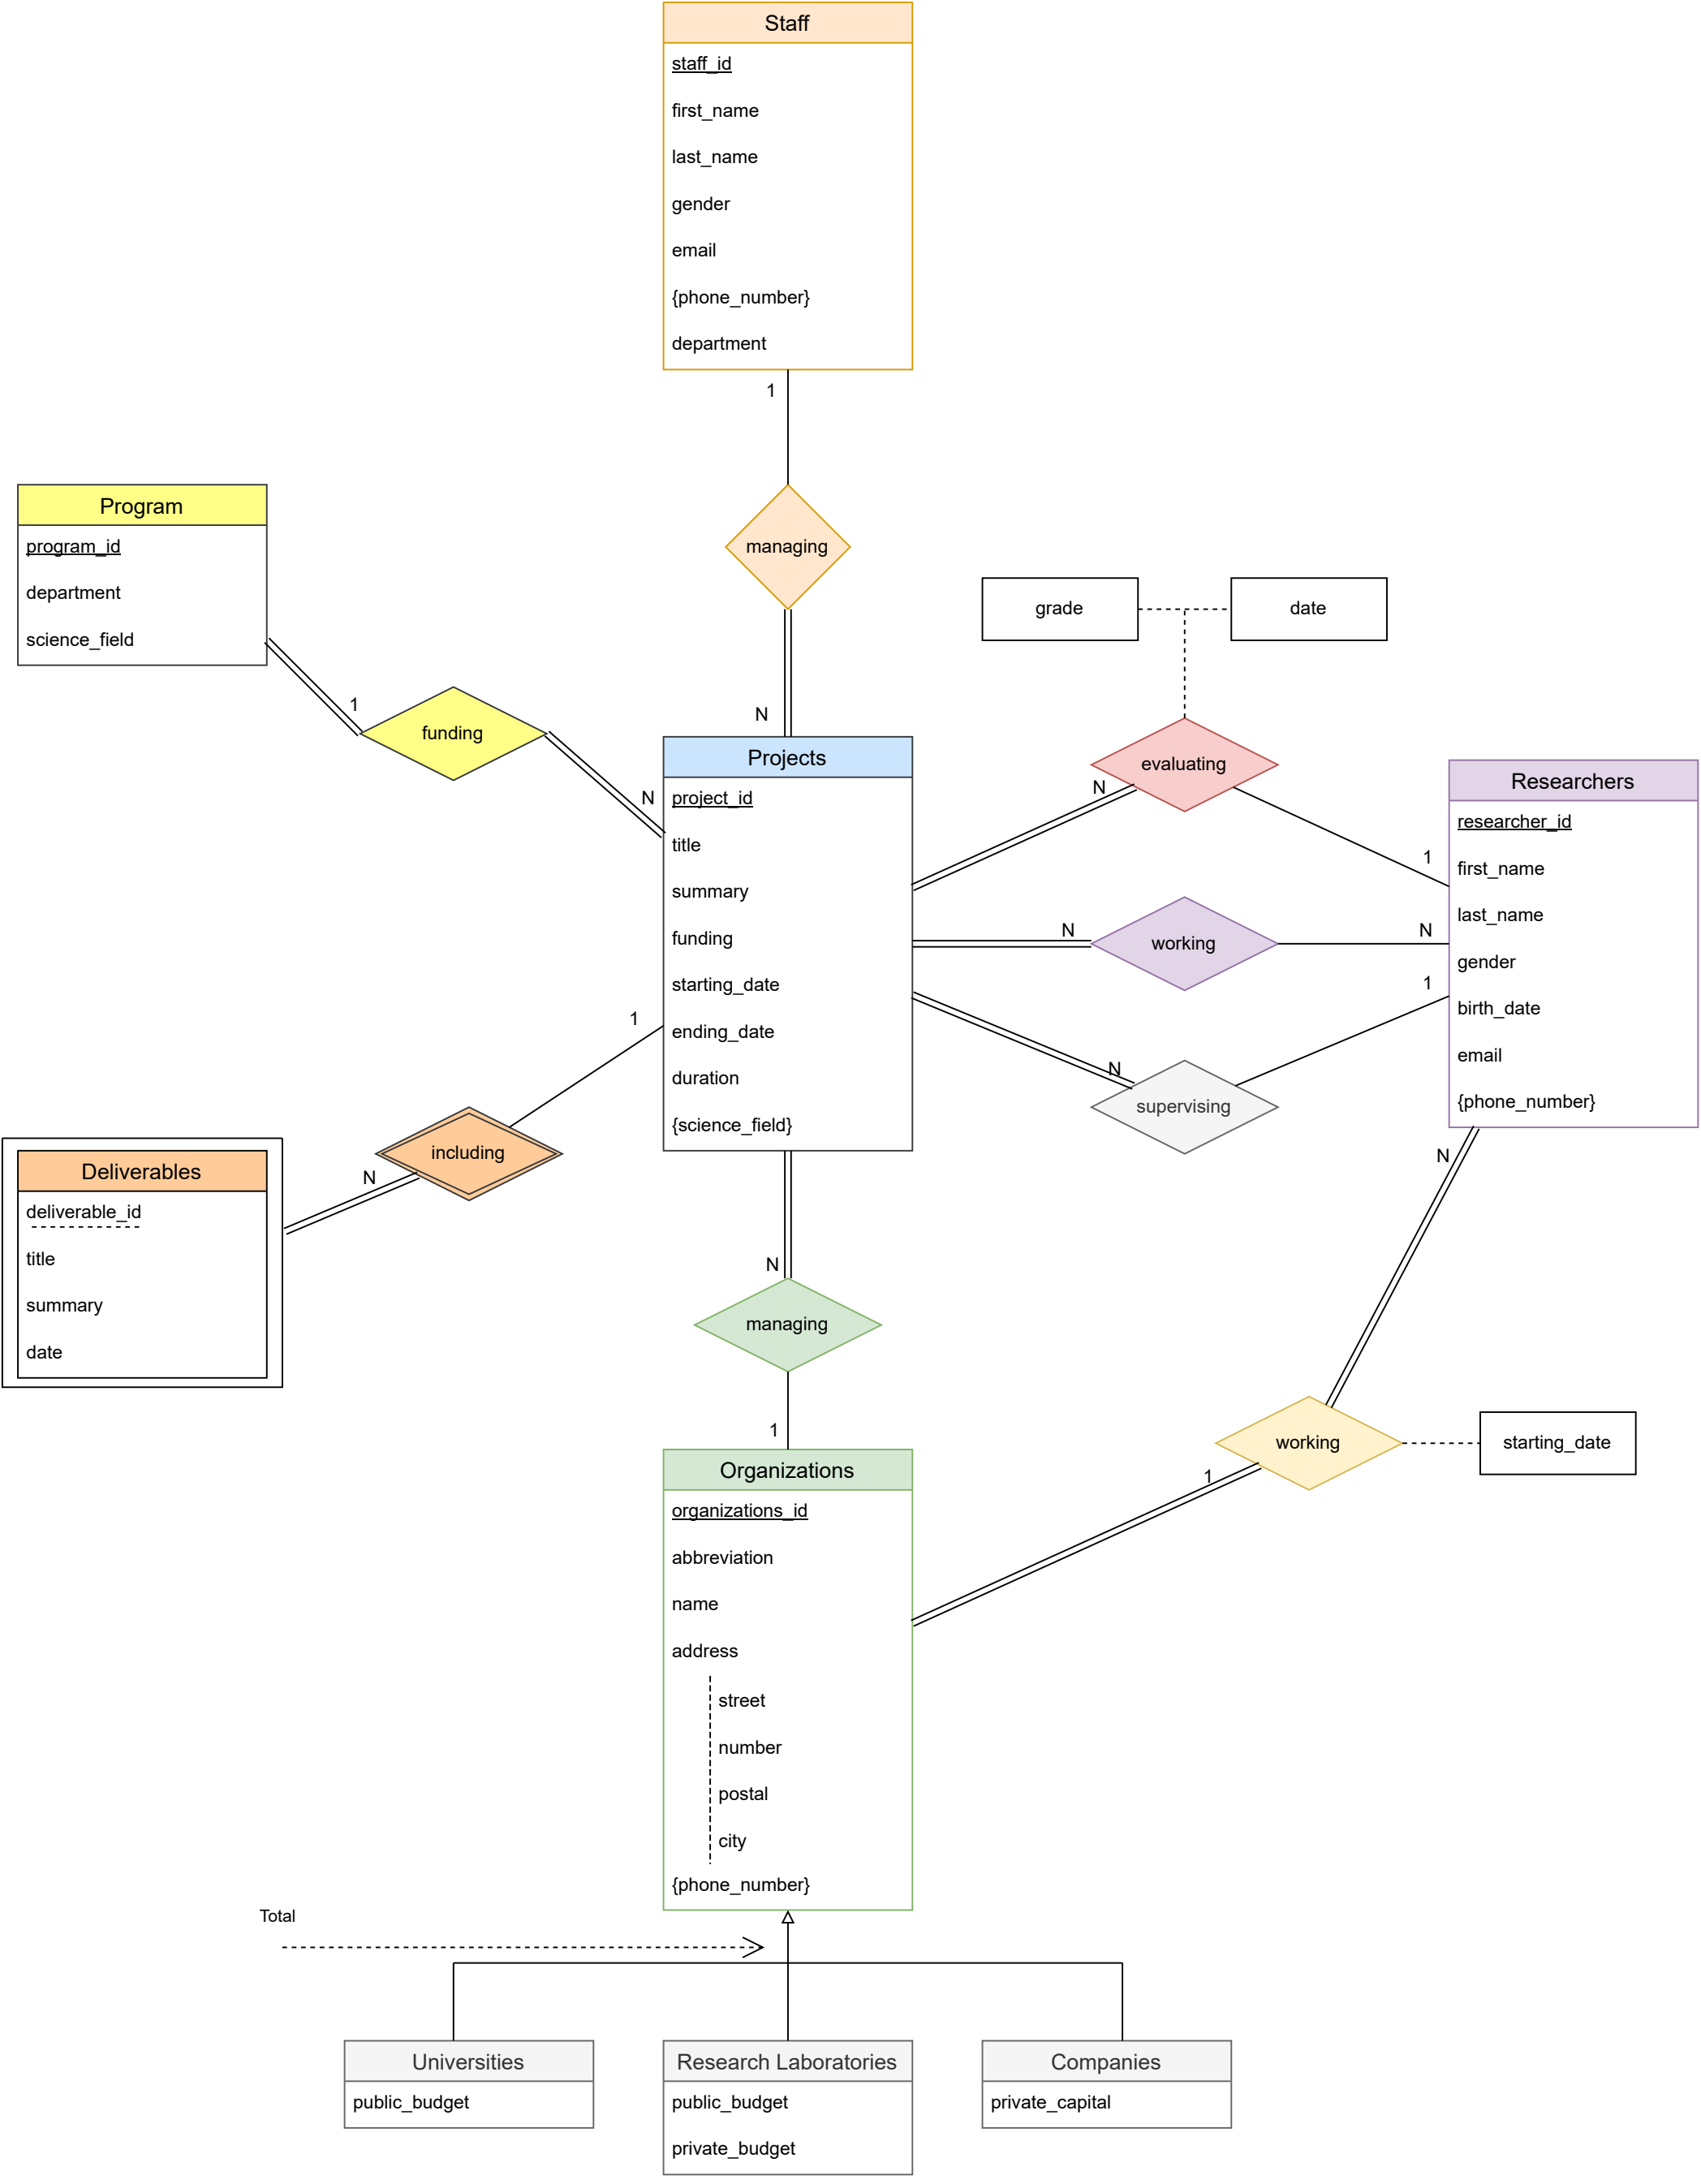 Staff
staff_id
first_name
last_name
gender
email
{phone_number}
department
1
managing
N
Program
program_id
department
science_field
1
funding
N
grade
date
evaluating
N
1
Projects
project_id
title
summary
funding
starting_date
ending_date
duration
{science_field}
Researchers
researcher_id
first_name
last_name
gender
birth_date
email
{phone_number}
N
working
N
1
N
supervising
1
including
N
Deliverables
deliverable_id
title
summary
date
N
managing
1
N
working
starting_date
1
Organizations
organizations_id
abbreviation
name
address
street
number
postal
city
{phone_number}
Total
Universities
public_budget
Research Laboratories
public_budget
private_budget
Companies
private_capital